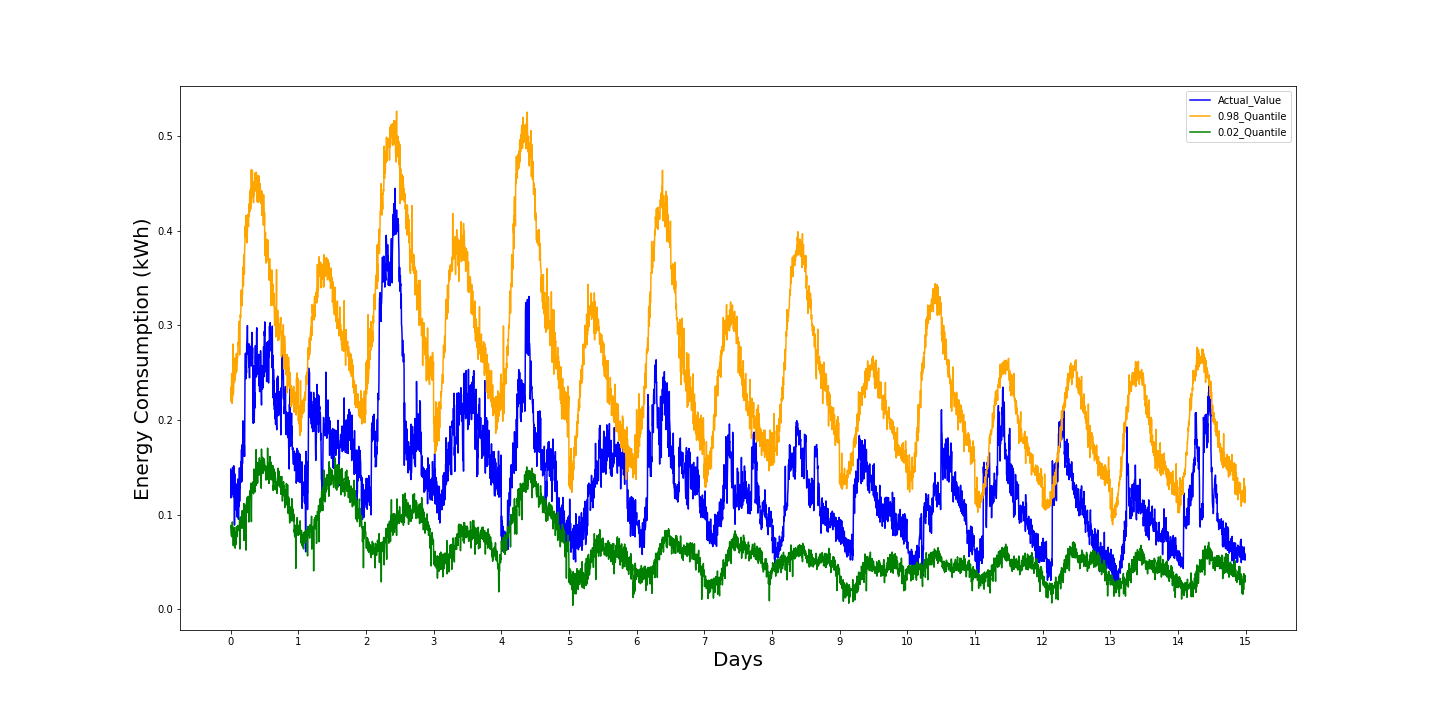 Actual_Value
0.98_Quantile
0.02_Quantile
Energy Comsumption (kWh)
0.5
0.4
0.3
0.2
0.1
0.0
0 1 2 3 4 5 6 7 8 9 10 11 12 13 14 15
Days